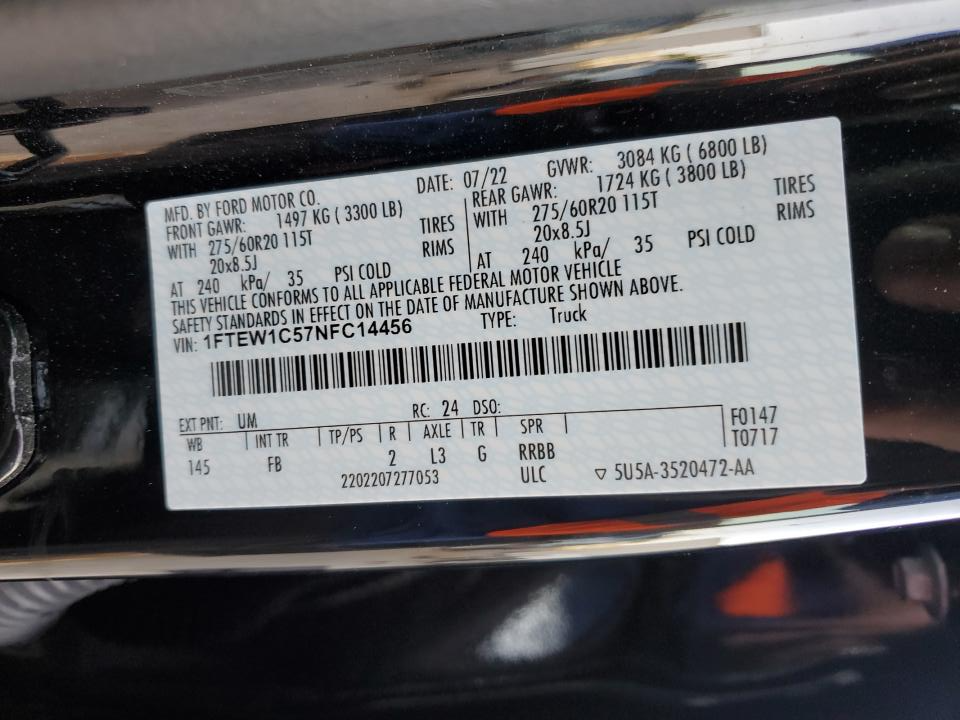 MFD. BY FORD MOTOR CO. DATE: 07/22 GVWR: 3084 KG ( 6800 LB)
FRONT GAWR: 1497 KG ( 3300 LB) REAR GAWR: 1724 KG ( 3800 LB)
WITH 275/60R20 115T TIRES WITH 275/60R20 115T TIRES
20x8.5J RIMS 20x8.5J RIMS
AT 240 kPa/ 35 PSI COLD AT 240 kPa/ 35 PSI COLD
THIS VEHICLE CONFORMS TO ALL APPLICABLE FEDERAL MOTOR VEHICLE
SAFETY STANDARDS IN EFFECT ON THE DATE OF MANUFACTURE SHOWN ABOVE.
VIN: 1FTEW1C57NFC14456 TYPE: Truck
EXT PNT: UM RC: 24 DSO:
WB INT TR TP/PS R AXLE TR SPR F0147
145 FB 2 L3 G RRBB T0717
2202207277053 ULC ▽ 5U5A-3520472-AA